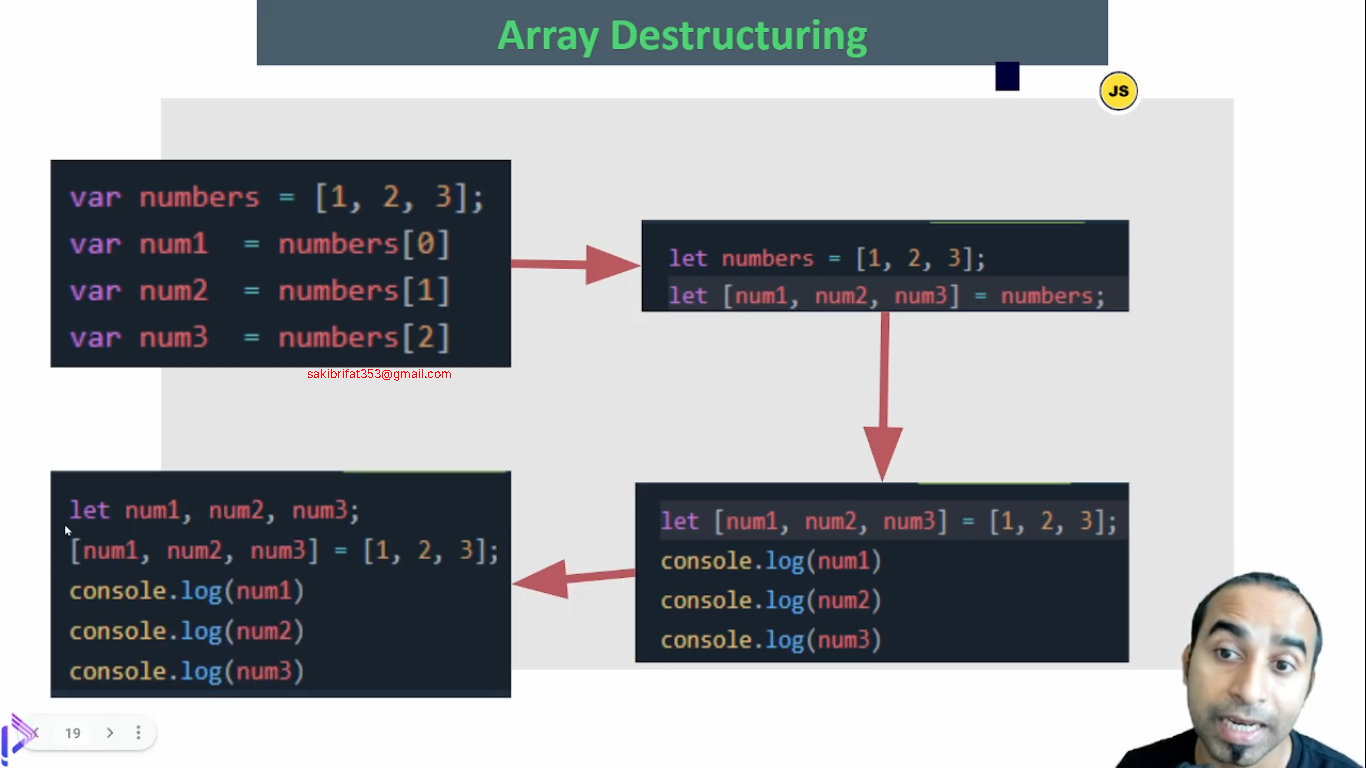 Array Destructuring
JS
var numbers = [1, 2, 3];
var num1  = numbers[0]
var num2  = numbers[1]
var num3  = numbers[2]
sakibrifat353@gmail.com
let numbers = [1, 2, 3];
let [num1, num2, num3] = numbers;
let [num1, num2, num3] = [1, 2, 3];
console.log(num1)
console.log(num2)
console.log(num3)
let num1, num2, num3;
[num1, num2, num3] = [1, 2, 3];
console.log(num1)
console.log(num2)
console.log(num3)
19